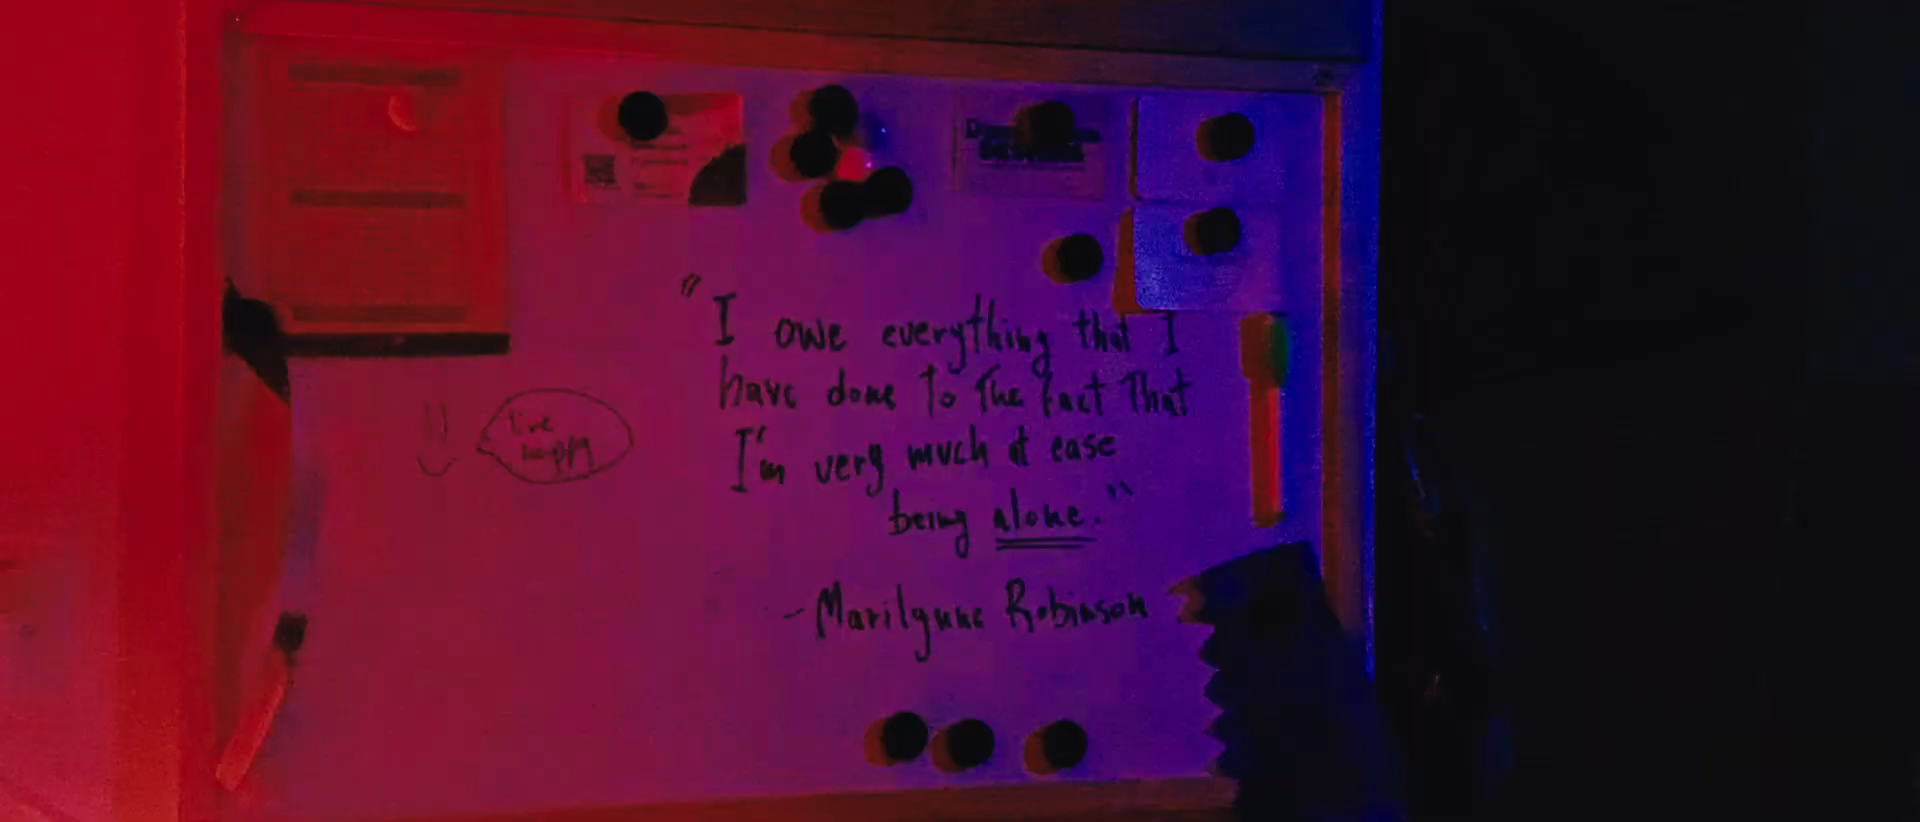 live
happy
"I owe everything that I
have done to the fact that
I'm very much at ease
being alone."
- Marilynne Robinson